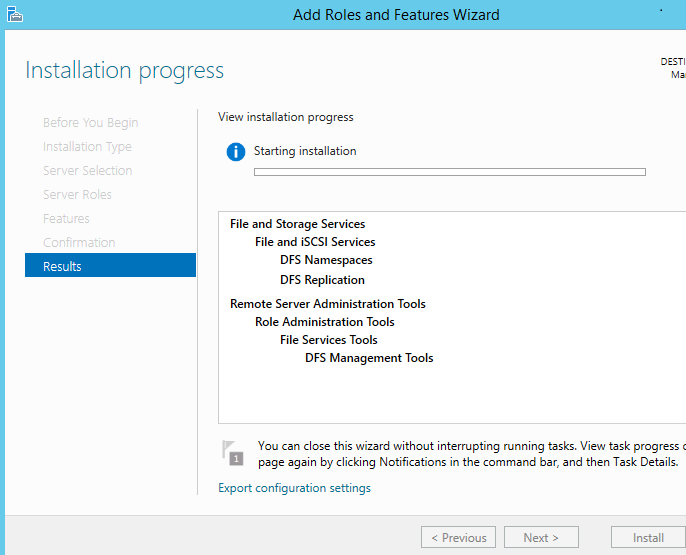 Add Roles and Features Wizard
Installation progress
DESTI
Mar
Before You Begin
Installation Type
Server Selection
Server Roles
Features
Confirmation
Results
View installation progress
Starting installation
File and Storage Services
File and iSCSI Services
DFS Namespaces
DFS Replication
Remote Server Administration Tools
Role Administration Tools
File Services Tools
DFS Management Tools
1
You can close this wizard without interrupting running tasks. View task progress o
page again by clicking Notifications in the command bar, and then Task Details.
Export configuration settings
< Previous
Next >
Install